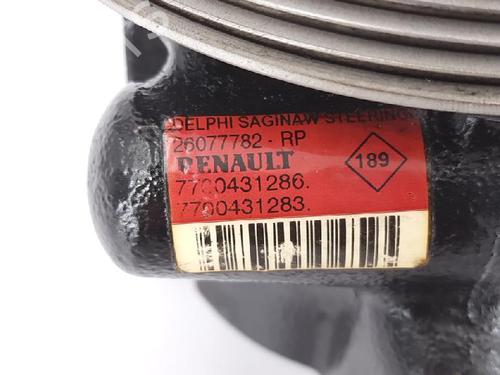 DELPHI SAGINAW STEERING
26077782 - RP
RENAULT
189
7700431286.
7700431283.